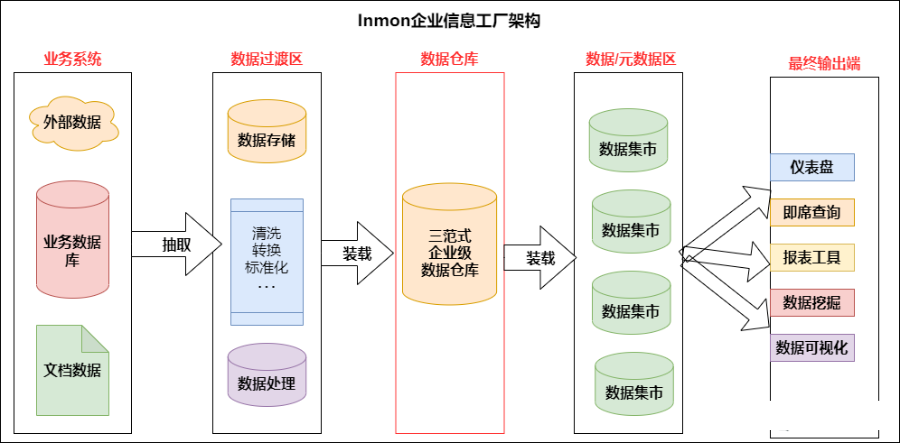 Inmon企业信息工厂架构
业务系统
数据过渡区
数据仓库
数据/元数据区
最终输出端
外部数据
业务数据
库
文档数据
抽取
数据存储
清洗
转换
标准化
...
数据处理
装载
三范式
企业级
数据仓库
装载
数据集市
数据集市
数据集市
数据集市
仪表盘
即席查询
报表工具
数据挖掘
数据可视化